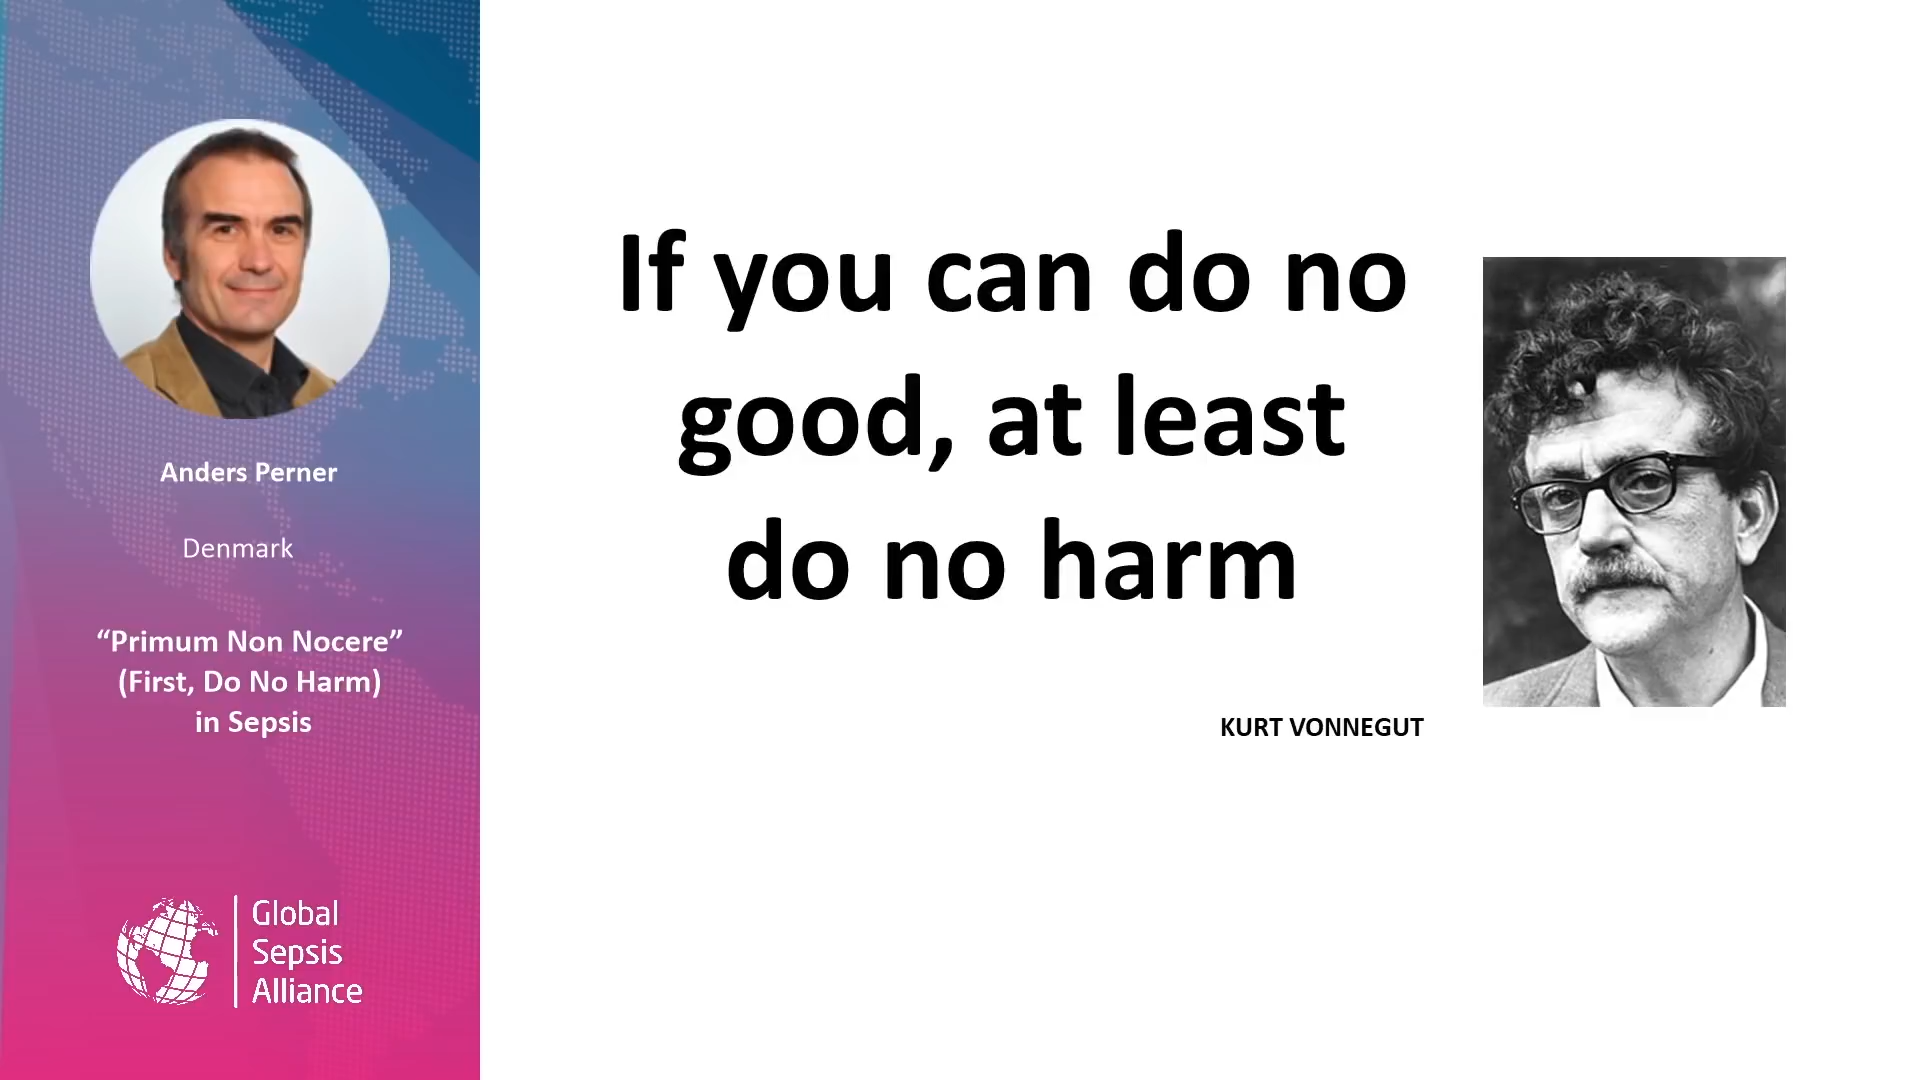 Anders Perner
Denmark
“Primum Non Nocere”
(First, Do No Harm)
in Sepsis
Global
Sepsis
Alliance
If you can do no
good, at least
do no harm
KURT VONNEGUT